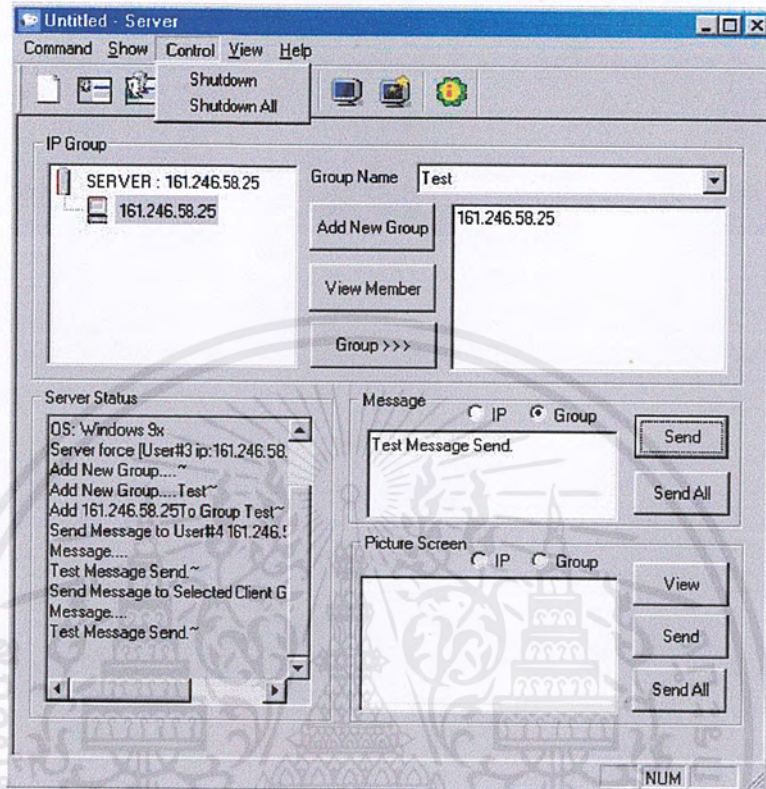 Untitled - Server
Command Show Control View Help
Shutdown
Shutdown All
IP Group
SERVER : 161.246.58.25
161.246.58.25
Group Name Test
Add New Group
View Member
Group >>>
161.246.58.25
Server Status
OS: Windows 9x
Server force [User#3 ip:161.246.58.
Add New Group....~
Add New Group....Test~
Add 161.246.58.25To Group Test~
Send Message to User#4 161.246.5
Message....
Test Message Send.~
Send Message to Selected Client G
Message....
Test Message Send.~
Message
IP Group
Test Message Send.
Send
Send All
Picture Screen
IP Group
View
Send
Send All
NUM